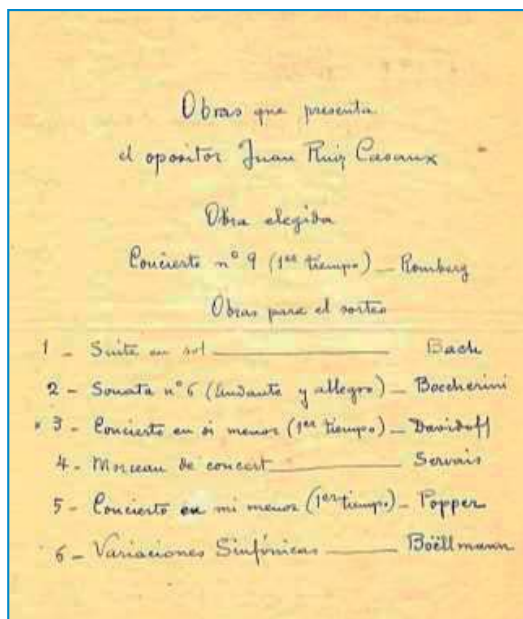 Obras que presenta
el opositor Juan Ruiz Casaux
Obra elegida
Concierto nº 9 (1er tiempo) _ Romberg
Obras para el sorteo
1 - Suite en sol ________ Bach
2 - Sonata nº 6 (Andante y allegro) _ Boccherini
x 3 - Concierto en si menor (1er tiempo) _ Davidoff
4 - Morceau de concert ____ Servais
5 - Concierto en mi menor (1er tiempo) _ Popper
6 - Variaciones Sinfónicas ____ Boëllmann